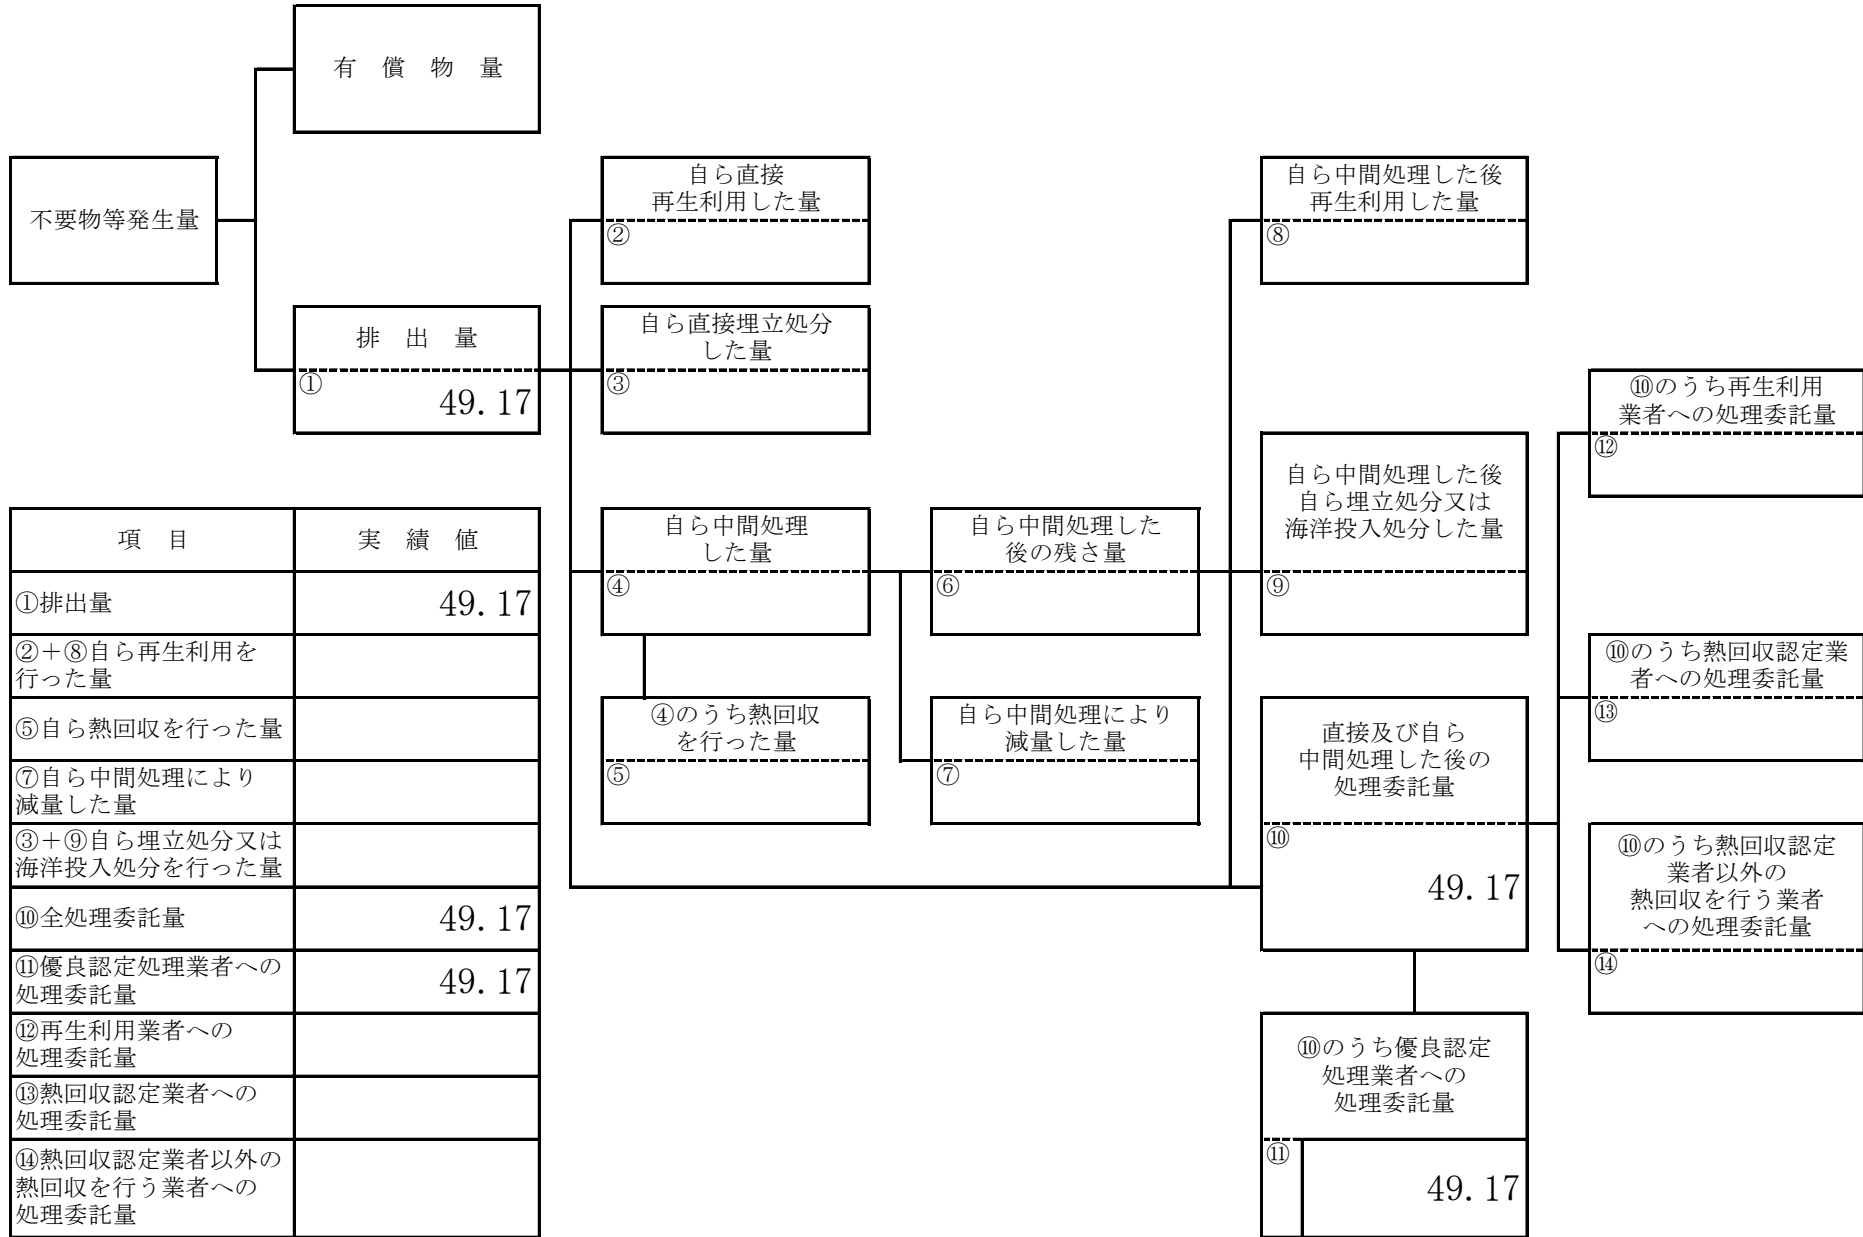 有　償　物　量
不要物等発生量
排　出　量
①
49.17
自ら直接
再生利用した量
②
自ら直接埋立処分
した量
③
自ら中間処理
した量
④
④のうち熱回収
を行った量
⑤
自ら中間処理した
後の残さ量
⑥
自ら中間処理により
減量した量
⑦
自ら中間処理した後
再生利用した量
⑧
自ら中間処理した後
自ら埋立処分又は
海洋投入処分した量
⑨
直接及び自ら
中間処理した後の
処理委託量
⑩
49.17
⑩のうち優良認定
処理業者への
処理委託量
⑪
49.17
⑩のうち再生利用
業者への処理委託量
⑫
⑩のうち熱回収認定業
者への処理委託量
⑬
⑩のうち熱回収認定
業者以外の
熱回収を行う業者
への処理委託量
⑭
項　目　実　績　値
①排出量 49.17
②＋⑧自ら再生利用を
行った量
⑤自ら熱回収を行った量
⑦自ら中間処理により
減量した量
③＋⑨自ら埋立処分又は
海洋投入処分を行った量
⑩全処理委託量 49.17
⑪優良認定処理業者への
処理委託量 49.17
⑫再生利用業者への
処理委託量
⑬熱回収認定業者への
処理委託量
⑭熱回収認定業者以外の
熱回収を行う業者への
処理委託量